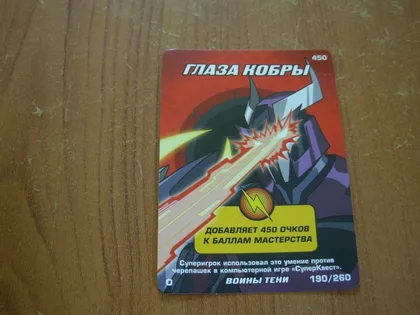 450
ГЛАЗА КОБРЫ
ДОБАВЛЯЕТ 450 ОЧКОВ
К БАЛЛАМ МАСТЕРСТВА
Суперигрок использовал это умение против
черепашек в компьютерной игре «СуперКвест».
0 ВОИНЫ ТЕНИ 190/260